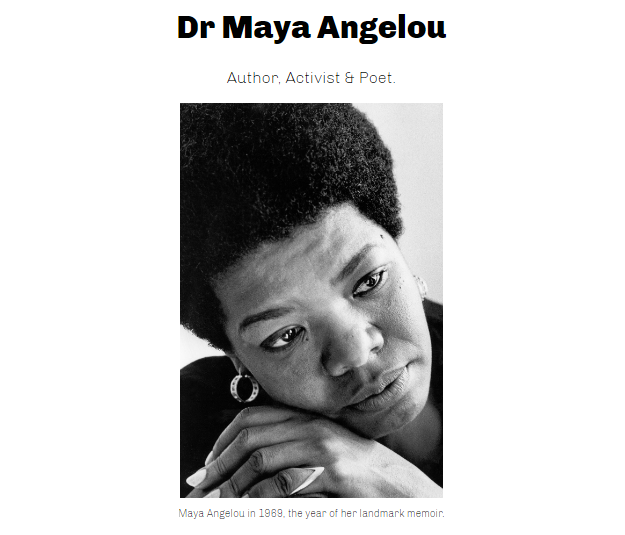 Dr Maya Angelou
Author, Activist & Poet.
Maya Angelou in 1969, the year of her landmark memoir.